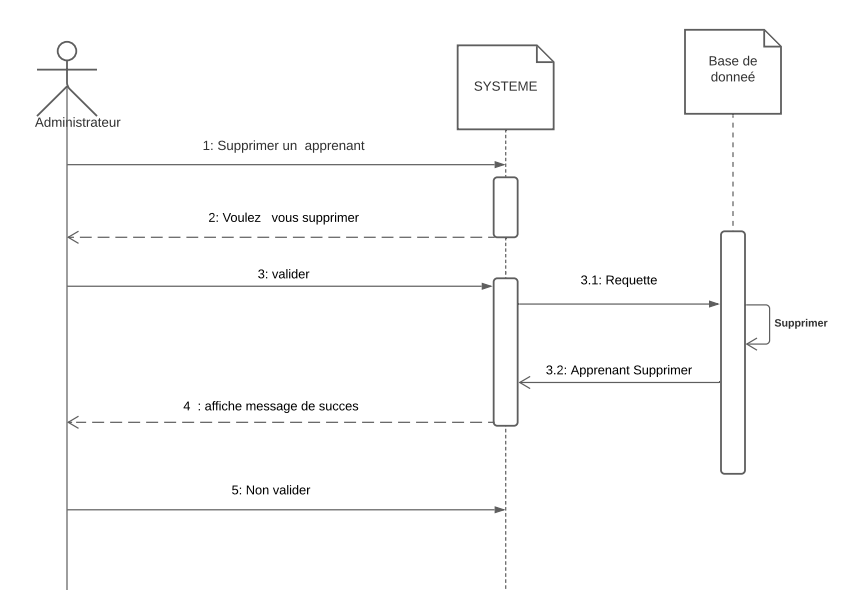 Base de
donneé
SYSTEME
Administrateur
1: Supprimer un apprenant
2: Voulez vous supprimer
3: valider
3.1: Requette
Supprimer
3.2: Apprenant Supprimer
4 : affiche message de succes
5: Non valider